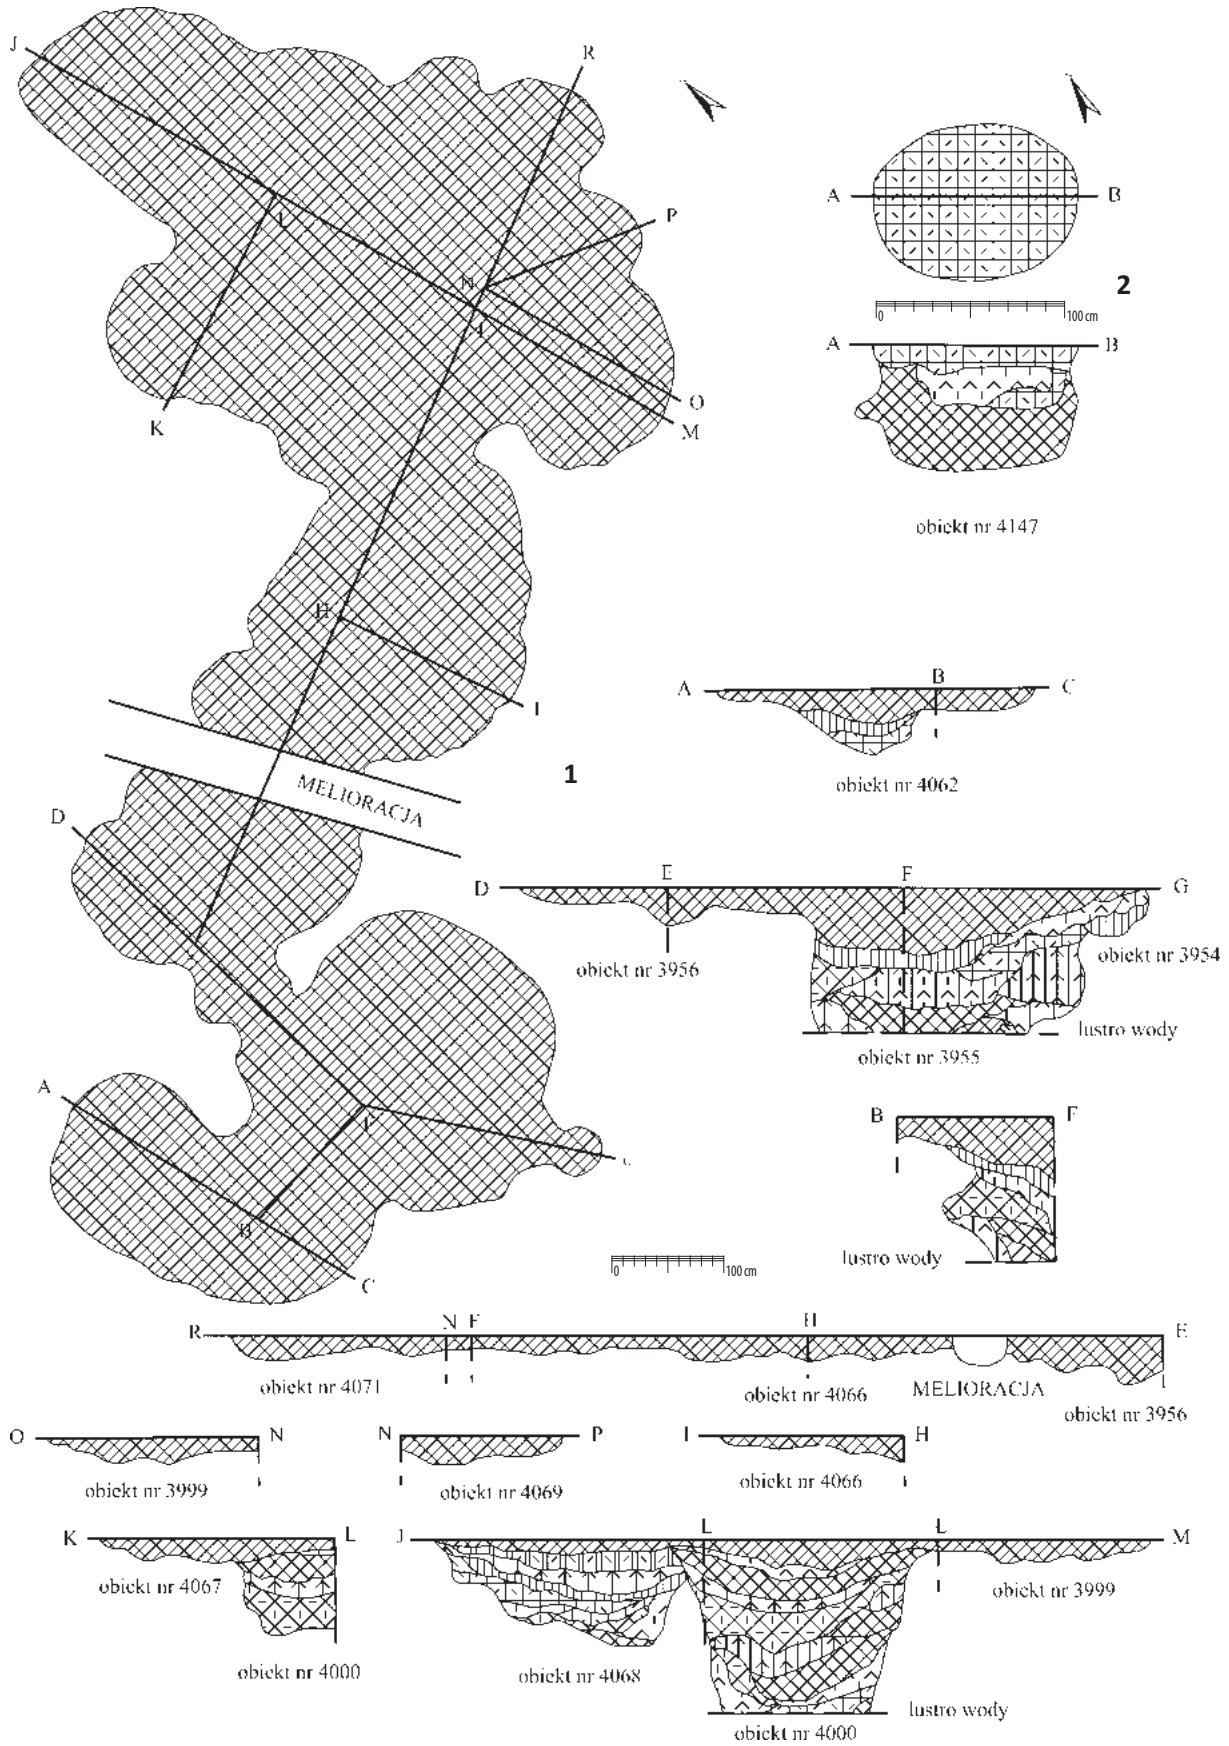 J
R
P
A B
2
0 100 cm
A B
N
O
M
K
obiekt nr 4147
H
A B C
obiekt nr 4062
1
MELIORACJA
D
D E F G
obiekt nr 3956
obiekt nr 3954
lustro wody
obiekt nr 3955
A
B F
B
C
lustro wody
0 100 cm
R N F H E
obiekt nr 4071
obiekt nr 4066
MELIORACJA
obiekt nr 3956
O N N P I H
obiekt nr 3999
obiekt nr 4069
obiekt nr 4066
K L J L Ł M
obiekt nr 4067
obiekt nr 3999
obiekt nr 4000
obiekt nr 4068
lustro wody
obiekt nr 4000